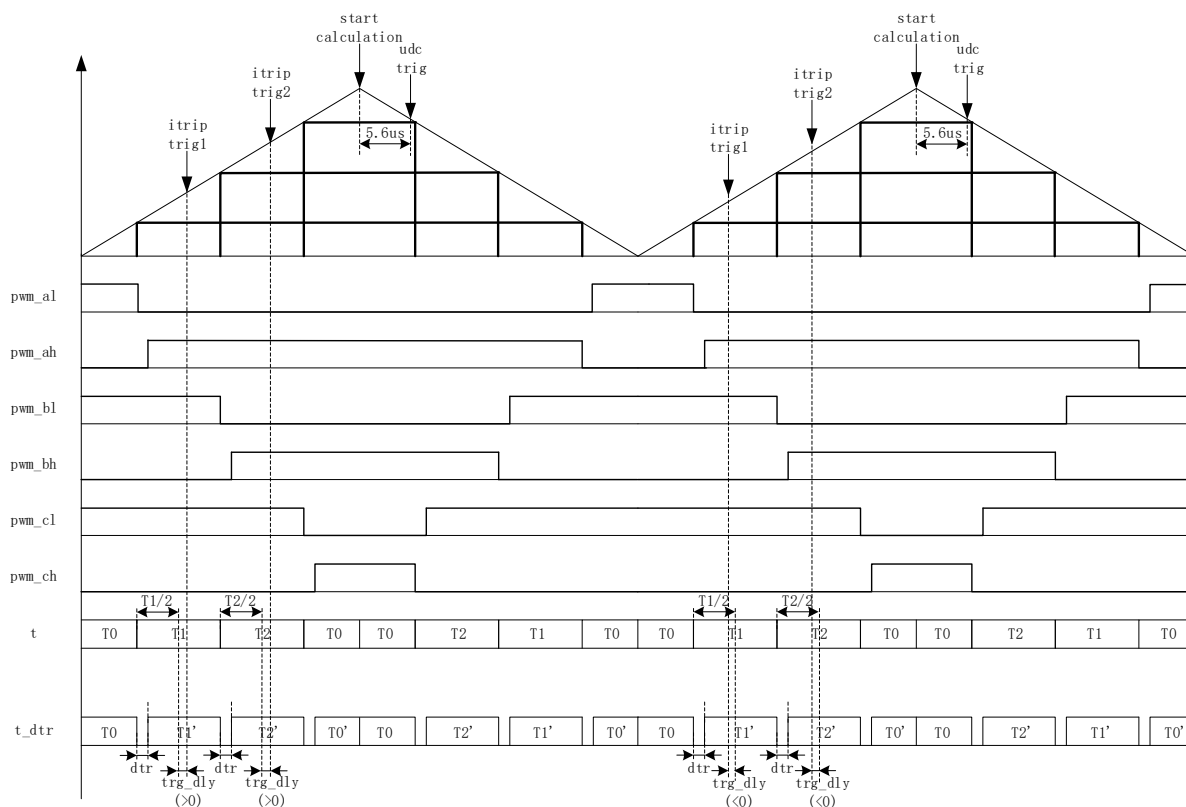 start
calculation
udc
trig
itrip
trig2
itrip
trig1
5.6us
start
calculation
udc
trig
itrip
trig2
itrip
trig1
5.6us
pwm_al
pwm_ah
pwm_bl
pwm_bh
pwm_cl
pwm_ch
T1/2 T2/2 T1/2 T2/2
t T0 T1 T2 T0 T0 T2 T1 T0 T0 T1 T2 T0 T0 T2 T1 T0
t_dtr T0 T1' T2' T0' T0 T2' T1' T0' T0 T1' T2' T0' T0 T2' T1' T0'
dtr dtr dtr dtr
trg_dly trg_dly trg_dly trg_dly
(>0) (>0) (<0) (<0)